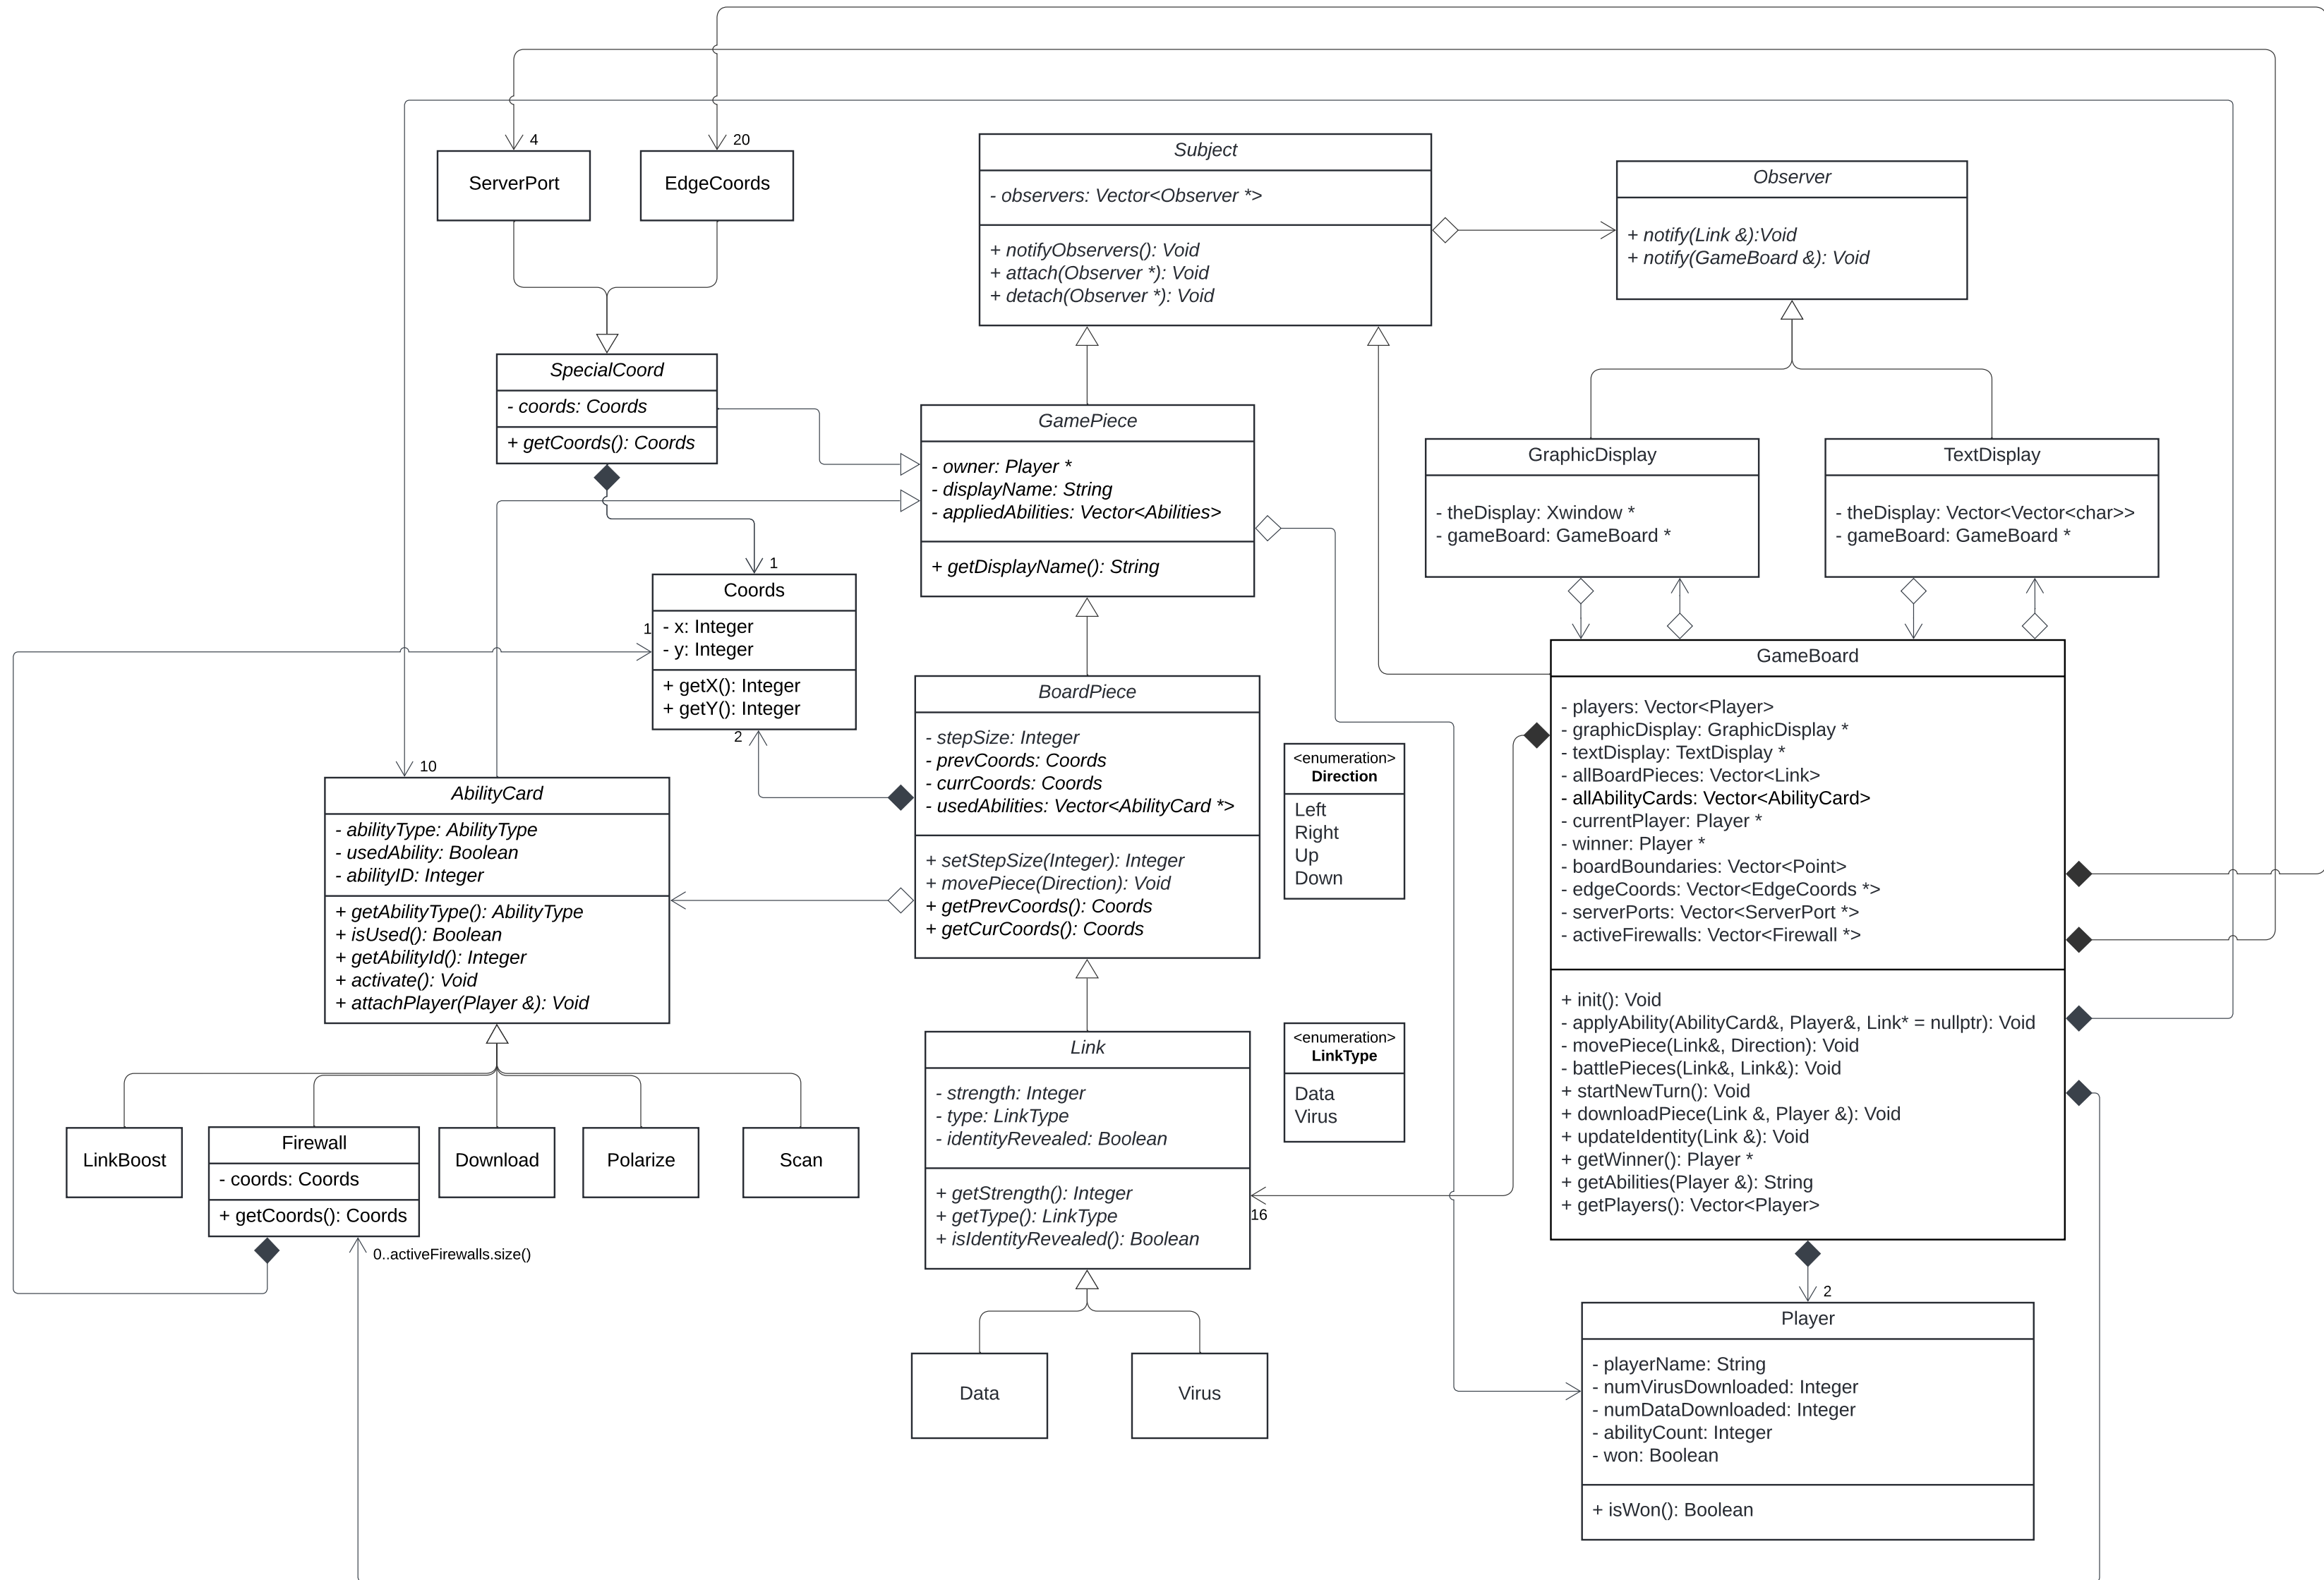 4
20
ServerPort
EdgeCoords
Subject
- observers: Vector<Observer *>
+ notifyObservers(): Void
+ attach(Observer *): Void
+ detach(Observer *): Void
Observer
+ notify(Link &):Void
+ notify(GameBoard &): Void
SpecialCoord
- coords: Coords
+ getCoords(): Coords
GamePiece
- owner: Player *
- displayName: String
- appliedAbilities: Vector<Abilities>
+ getDisplayName(): String
GraphicDisplay
- theDisplay: Xwindow *
- gameBoard: GameBoard *
TextDisplay
- theDisplay: Vector<Vector<char>>
- gameBoard: GameBoard *
1
Coords
1
- x: Integer
- y: Integer
+ getX(): Integer
+ getY(): Integer
2
BoardPiece
- stepSize: Integer
- prevCoords: Coords
- currCoords: Coords
- usedAbilities: Vector<AbilityCard *>
+ setStepSize(Integer): Integer
+ movePiece(Direction): Void
+ getPrevCoords(): Coords
+ getCurCoords(): Coords
<enumeration>
Direction
Left
Right
Up
Down
GameBoard
- players: Vector<Player>
- graphicDisplay: GraphicDisplay *
- textDisplay: TextDisplay *
- allBoardPieces: Vector<Link>
- allAbilityCards: Vector<AbilityCard>
- currentPlayer: Player *
- winner: Player *
- boardBoundaries: Vector<Point>
- edgeCoords: Vector<EdgeCoords *>
- serverPorts: Vector<ServerPort *>
- activeFirewalls: Vector<Firewall *>
+ init(): Void
- applyAbility(AbilityCard&, Player&, Link* = nullptr): Void
- movePiece(Link&, Direction): Void
- battlePieces(Link&, Link&): Void
+ startNewTurn(): Void
+ downloadPiece(Link &, Player &): Void
+ updateIdentity(Link &): Void
+ getWinner(): Player *
+ getAbilities(Player &): String
+ getPlayers(): Vector<Player>
10
AbilityCard
- abilityType: AbilityType
- usedAbility: Boolean
- abilityID: Integer
+ getAbilityType(): AbilityType
+ isUsed(): Boolean
+ getAbilityId(): Integer
+ activate(): Void
+ attachPlayer(Player &): Void
Link
- strength: Integer
- type: LinkType
- identityRevealed: Boolean
+ getStrength(): Integer
+ getType(): LinkType
+ isIdentityRevealed(): Boolean
16
<enumeration>
LinkType
Data
Virus
LinkBoost
Firewall
- coords: Coords
+ getCoords(): Coords
Download
Polarize
Scan
0..activeFirewalls.size()
Data
Virus
2
Player
- playerName: String
- numVirusDownloaded: Integer
- numDataDownloaded: Integer
- abilityCount: Integer
- won: Boolean
+ isWon(): Boolean